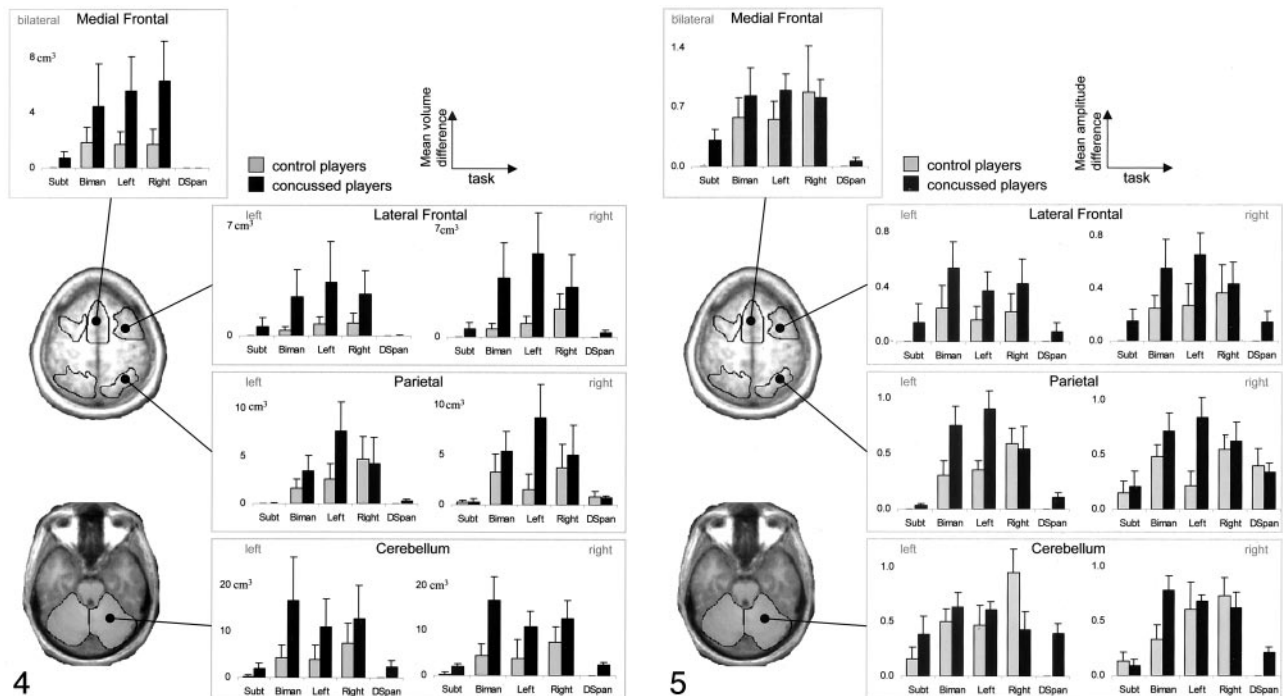 bilateral Medial Frontal
8 cm³
4
0
Subt Biman Left Right DSpan
Mean volume
difference
task
control players
concussed players
left Lateral Frontal right
7 cm³ 7 cm³
0 0
Subt Biman Left Right DSpan Subt Biman Left Right DSpan
left Parietal right
10 cm³ 10 cm³
5 5
0 0
Subt Biman Left Right DSpan Subt Biman Left Right DSpan
left Cerebellum right
20 cm³ 20 cm³
10 10
0 0
Subt Biman Left Right DSpan Subt Biman Left Right DSpan
4
bilateral Medial Frontal
1.4
0.7
0.0
Subt Biman Left Right DSpan
Mean amplitude
difference
task
control players
concussed players
left Lateral Frontal right
0.8 0.8
0.4 0.4
0.0 0.0
Subt Biman Left Right DSpan Subt Biman Left Right DSpan
left Parietal right
1.0 1.0
0.5 0.5
0.0 0.0
Subt Biman Left Right DSpan Subt Biman Left Right DSpan
left Cerebellum right
1.0 1.0
0.5 0.5
0.0 0.0
Subt Biman Left Right DSpan Subt Biman Left Right DSpan
5